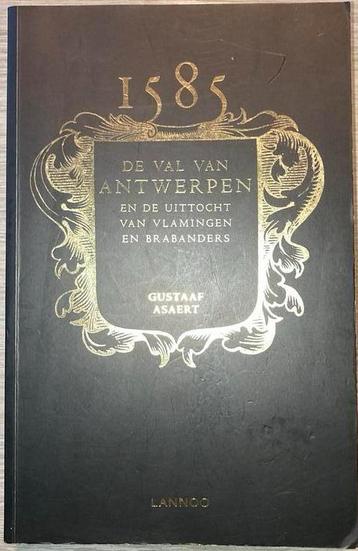 1585
DE VAL VAN
ANTWERPEN
EN DE UITTOCHT
VAN VLAMINGEN
EN BRABANDERS
GUSTAAF
ASAERT
LANNOO